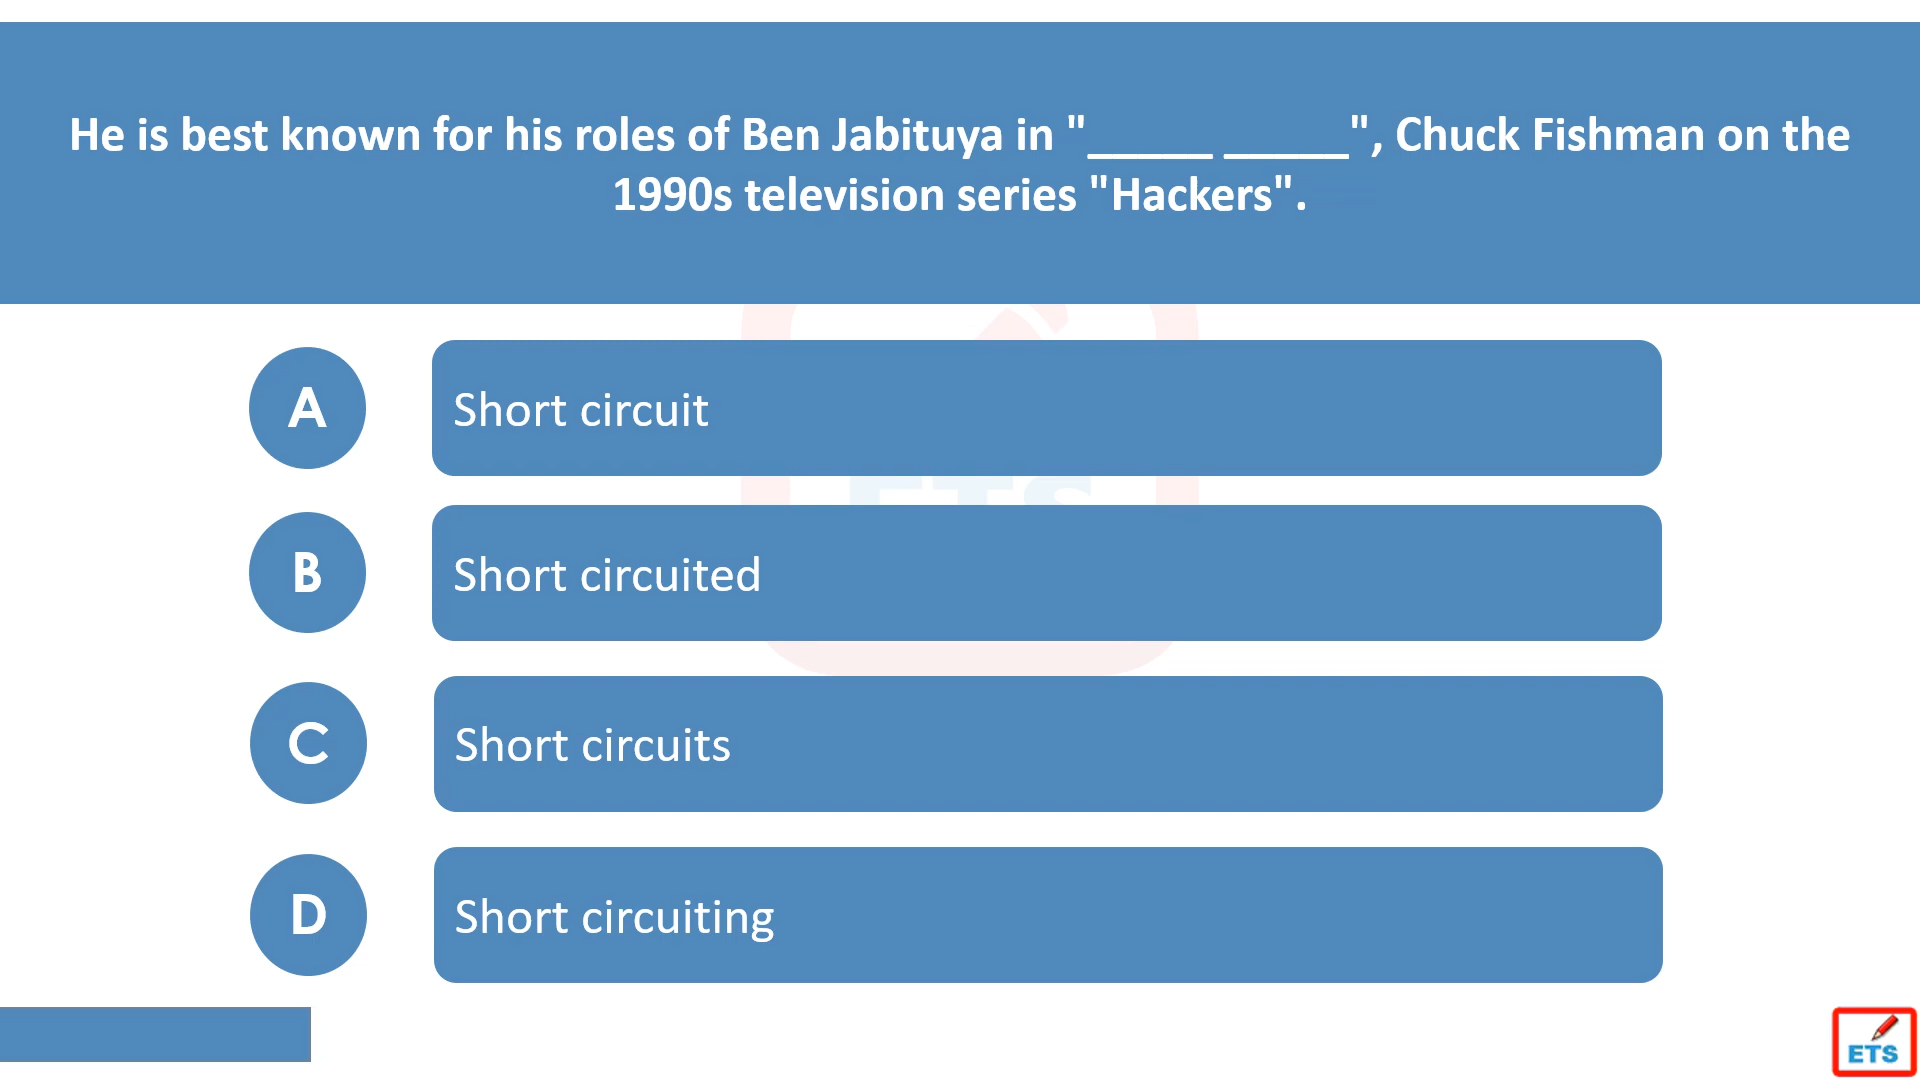 He is best known for his roles of Ben Jabituya in "_____ _____", Chuck Fishman on the
1990s television series "Hackers".
A
Short circuit
B
Short circuited
C
Short circuits
D
Short circuiting
ETS